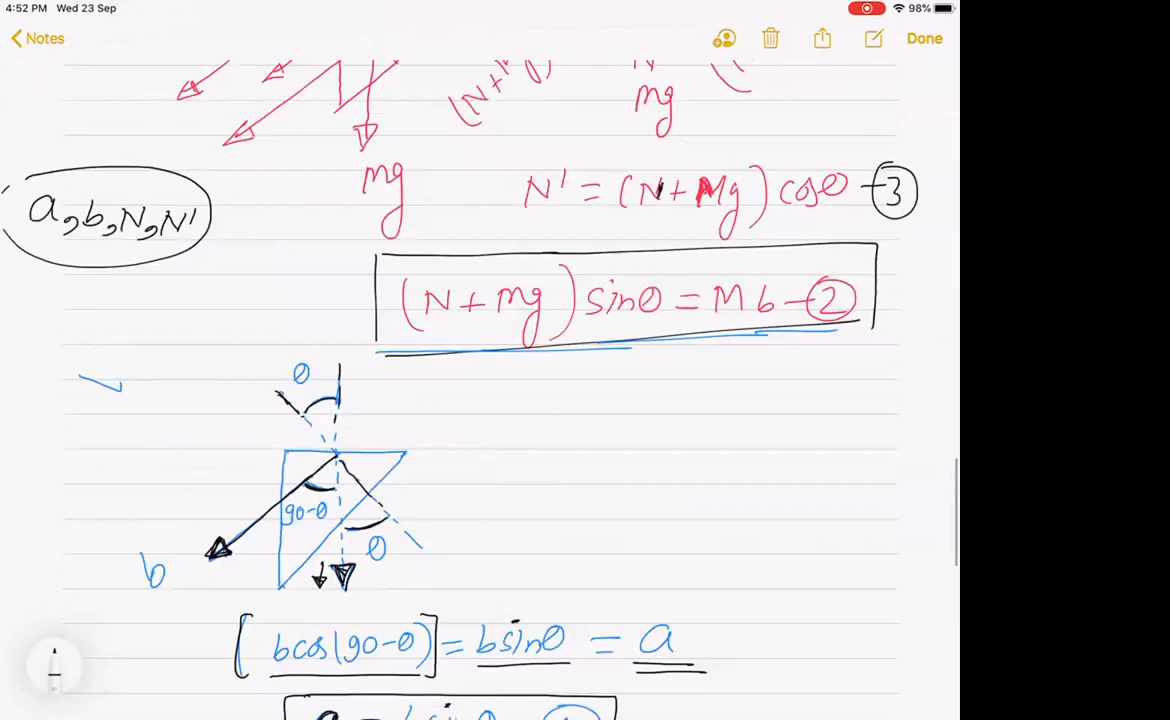 4:52 PM Wed 23 Sep 98%
Notes Done
mg
mg
N' = (N + Mg) cosθ - 3
a, b, N, N'
(N + mg) sinθ = Mb - 2
θ
90-θ
θ
b
[bcos(90-θ)] = bsinθ = a